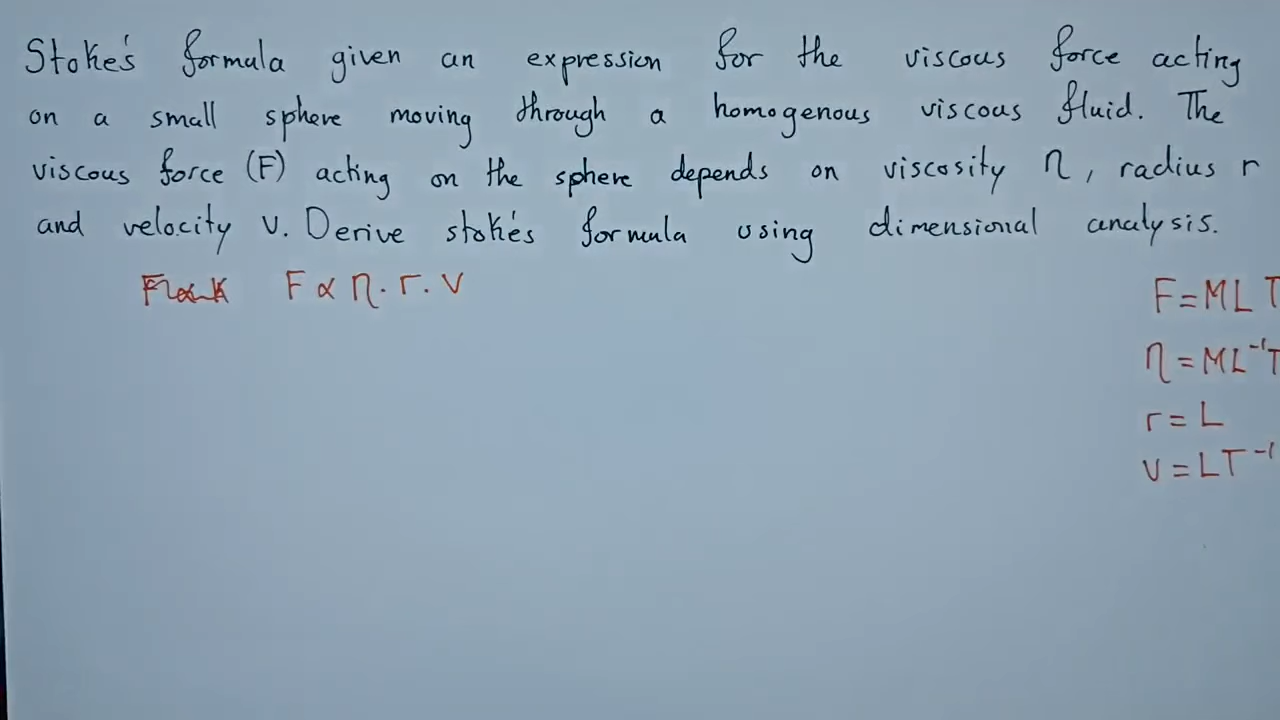 Stoke's formula given an expression for the viscous force acting
on a small sphere moving through a homogenous viscous fluid. The
viscous force (F) acting on the sphere depends on viscosity η, radius r
and velocity v. Derive stoke's formula using dimensional analysis.
F ∝ η. r. v
F = MLT
η = ML⁻¹T
r = L
v = LT⁻¹